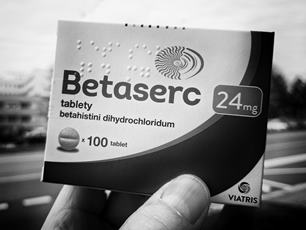 Betaserc
24mg
tablety
betahistini dihydrochloridum
× 100 tablet
VIATRIS